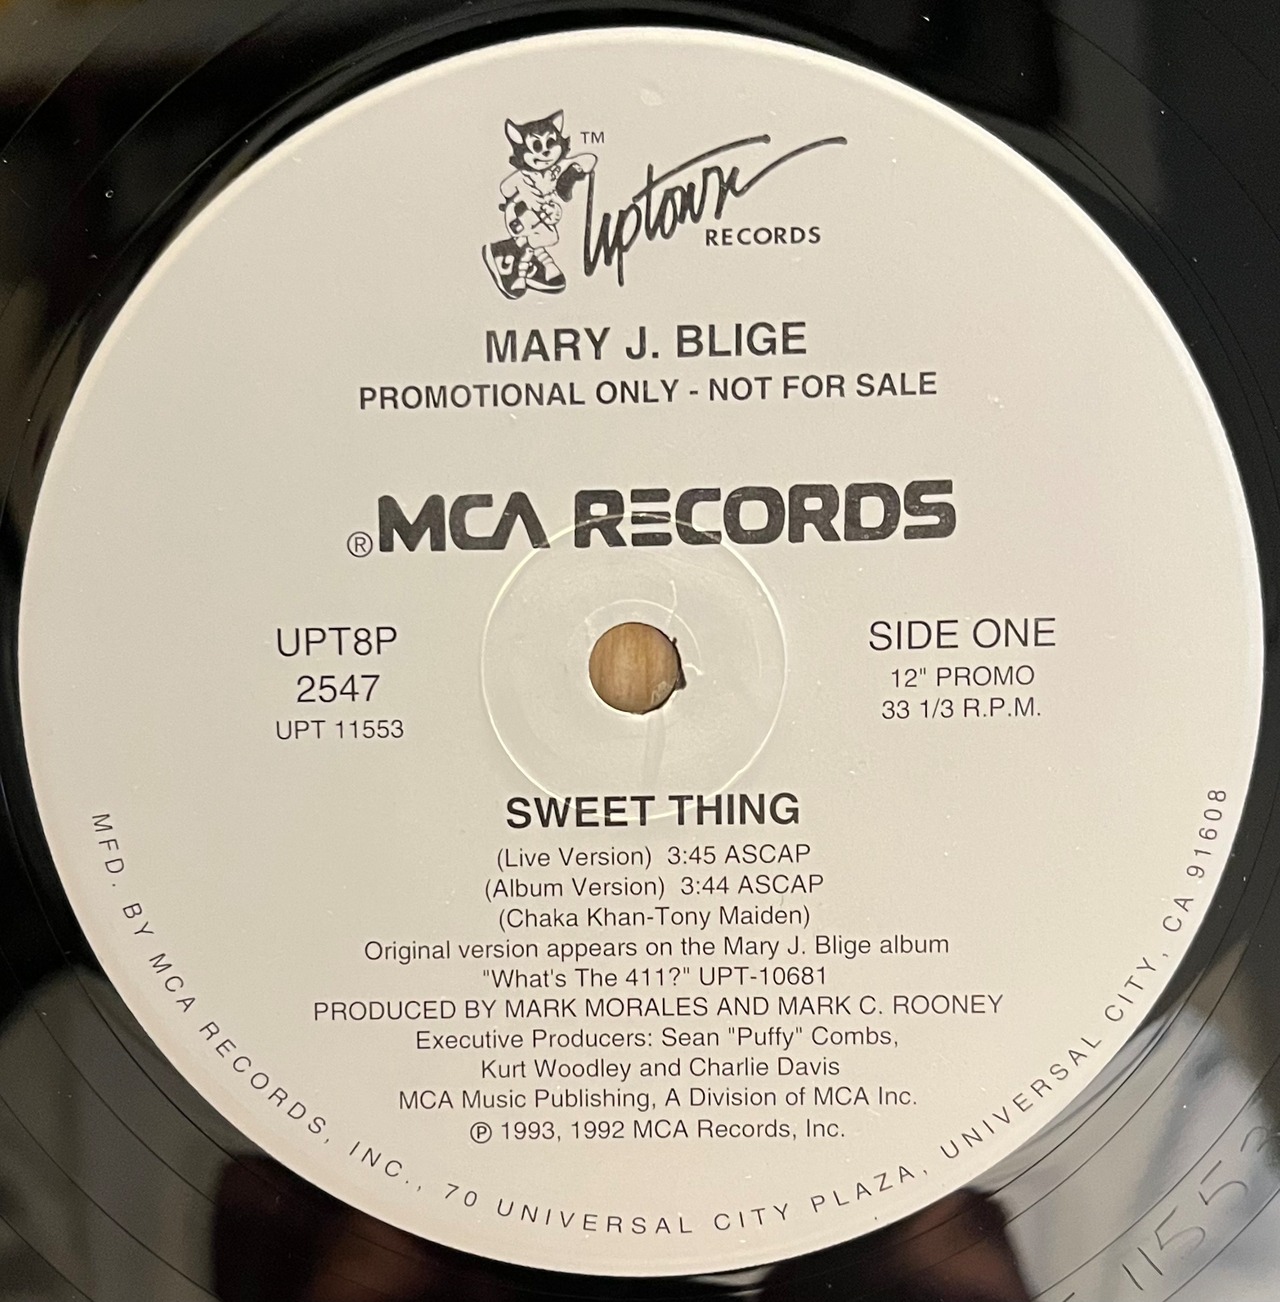 TM
Uptown
RECORDS
MARY J. BLIGE
PROMOTIONAL ONLY - NOT FOR SALE
®MCA RECORDS
UPT8P
2547
UPT 11553
SIDE ONE
12" PROMO
33 1/3 R.P.M.
SWEET THING
(Live Version) 3:45 ASCAP
(Album Version) 3:44 ASCAP
(Chaka Khan-Tony Maiden)
Original version appears on the Mary J. Blige album
"What's The 411?" UPT-10681
PRODUCED BY MARK MORALES AND MARK C. ROONEY
Executive Producers: Sean "Puffy" Combs,
Kurt Woodley and Charlie Davis
MCA Music Publishing, A Division of MCA Inc.
℗ 1993, 1992 MCA Records, Inc.
MFD. BY MCA RECORDS, INC., 70 UNIVERSAL CITY PLAZA, UNIVERSAL CITY, CA 91608
11553